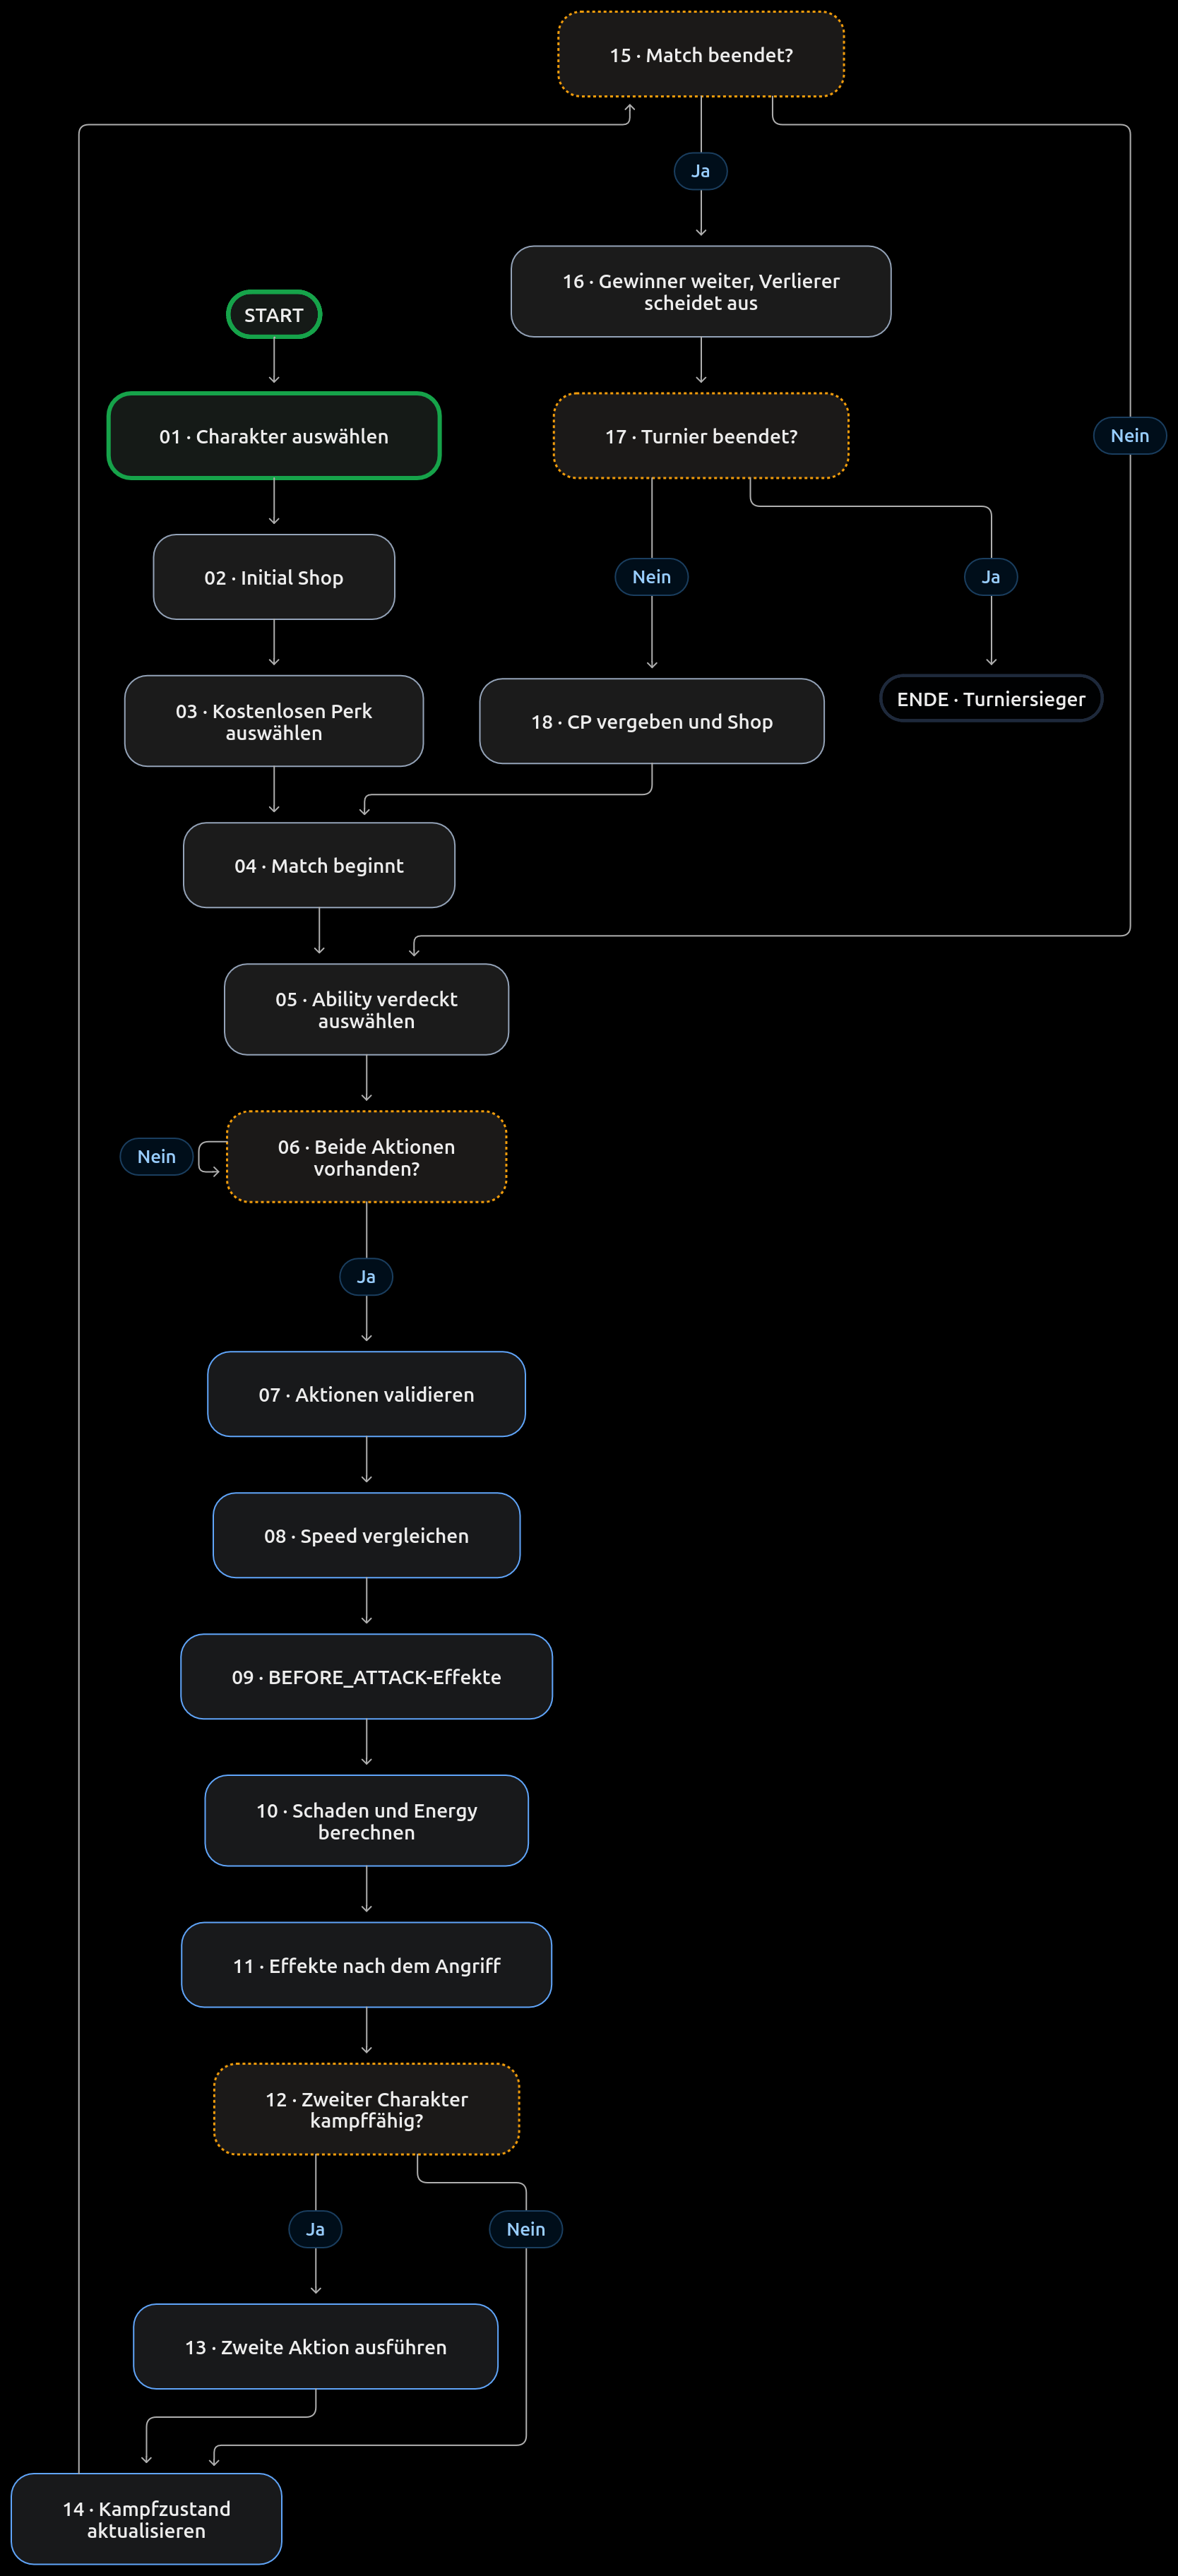 15 · Match beendet?
Ja
16 · Gewinner weiter, Verlierer
scheidet aus
START
01 · Charakter auswählen
17 · Turnier beendet?
Nein
02 · Initial Shop
Nein
Ja
03 · Kostenlosen Perk
auswählen
18 · CP vergeben und Shop
ENDE · Turniersieger
04 · Match beginnt
05 · Ability verdeckt
auswählen
06 · Beide Aktionen
vorhanden?
Nein
Ja
07 · Aktionen validieren
08 · Speed vergleichen
09 · BEFORE_ATTACK-Effekte
10 · Schaden und Energy
berechnen
11 · Effekte nach dem Angriff
12 · Zweiter Charakter
kampffähig?
Ja
Nein
13 · Zweite Aktion ausführen
14 · Kampfzustand
aktualisieren